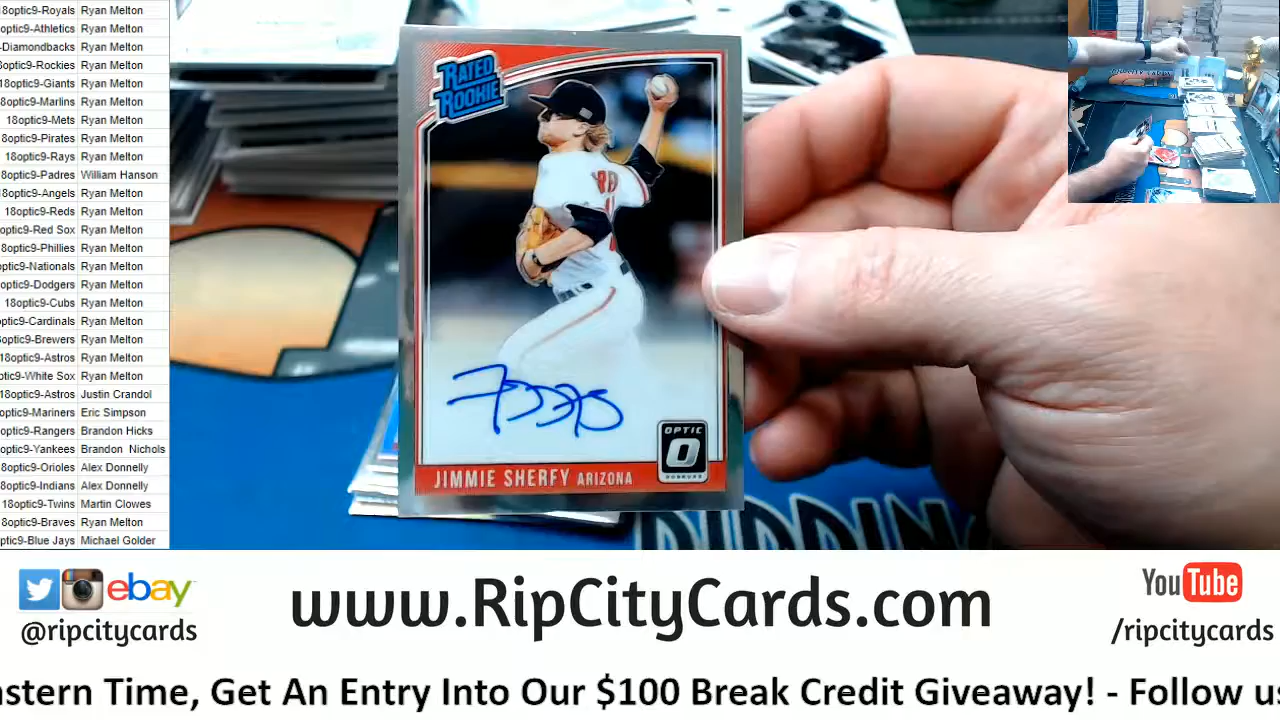 8optic9-Royals Ryan Melton
optic9-Athletics Ryan Melton
-Diamondbacks Ryan Melton
8optic9-Rockies Ryan Melton
18optic9-Giants Ryan Melton
8optic9-Marlins Ryan Melton
18optic9-Mets Ryan Melton
8optic9-Pirates Ryan Melton
18optic9-Rays Ryan Melton
8optic9-Padres William Hanson
8optic9-Angels Ryan Melton
18optic9-Reds Ryan Melton
optic9-Red Sox Ryan Melton
8optic9-Phillies Ryan Melton
optic9-Nationals Ryan Melton
optic9-Dodgers Ryan Melton
18optic9-Cubs Ryan Melton
optic9-Cardinals Ryan Melton
optic9-Brewers Ryan Melton
18optic9-Astros Ryan Melton
ptic9-White Sox Ryan Melton
18optic9-Astros Justin Crandol
optic9-Mariners Eric Simpson
optic9-Rangers Brandon Hicks
optic9-Yankees Brandon Nichols
8optic9-Orioles Alex Donnelly
8optic9-Indians Alex Donnelly
18optic9-Twins Martin Clowes
8optic9-Braves Ryan Melton
optic9-Blue Jays Michael Golder
RATED
ROOKIE
OPTIC
O
DONRUSS
JIMMIE SHERFY ARIZONA
RIPPIN
ebay
@ripcitycards
www.RipCityCards.com
YouTube
/ripcitycards
astern Time, Get An Entry Into Our $100 Break Credit Giveaway! - Follow us